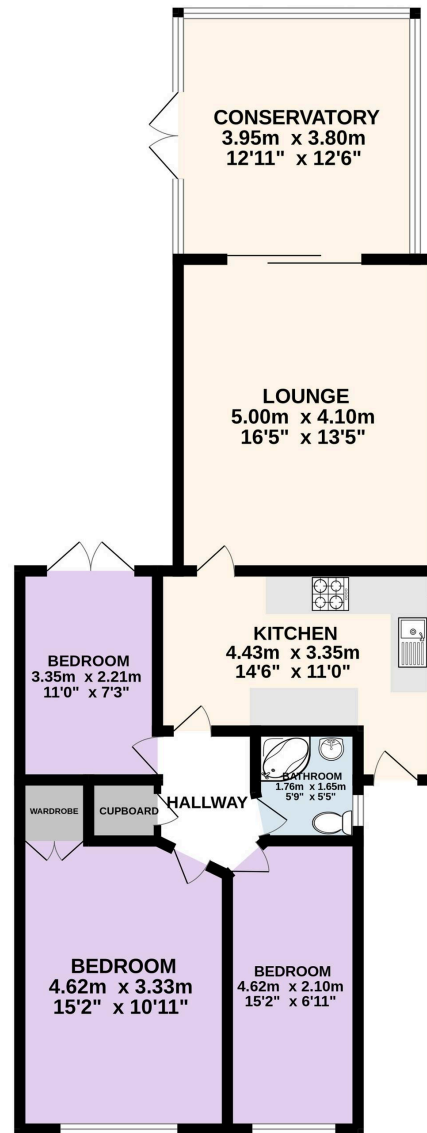 CONSERVATORY
3.95m x 3.80m
12'11" x 12'6"
LOUNGE
5.00m x 4.10m
16'5" x 13'5"
KITCHEN
4.43m x 3.35m
14'6" x 11'0"
BEDROOM
3.35m x 2.21m
11'0" x 7'3"
BATHROOM
1.76m x 1.65m
5'9" x 5'5"
HALLWAY
WARDROBE
CUPBOARD
BEDROOM
4.62m x 3.33m
15'2" x 10'11"
BEDROOM
4.62m x 2.10m
15'2" x 6'11"